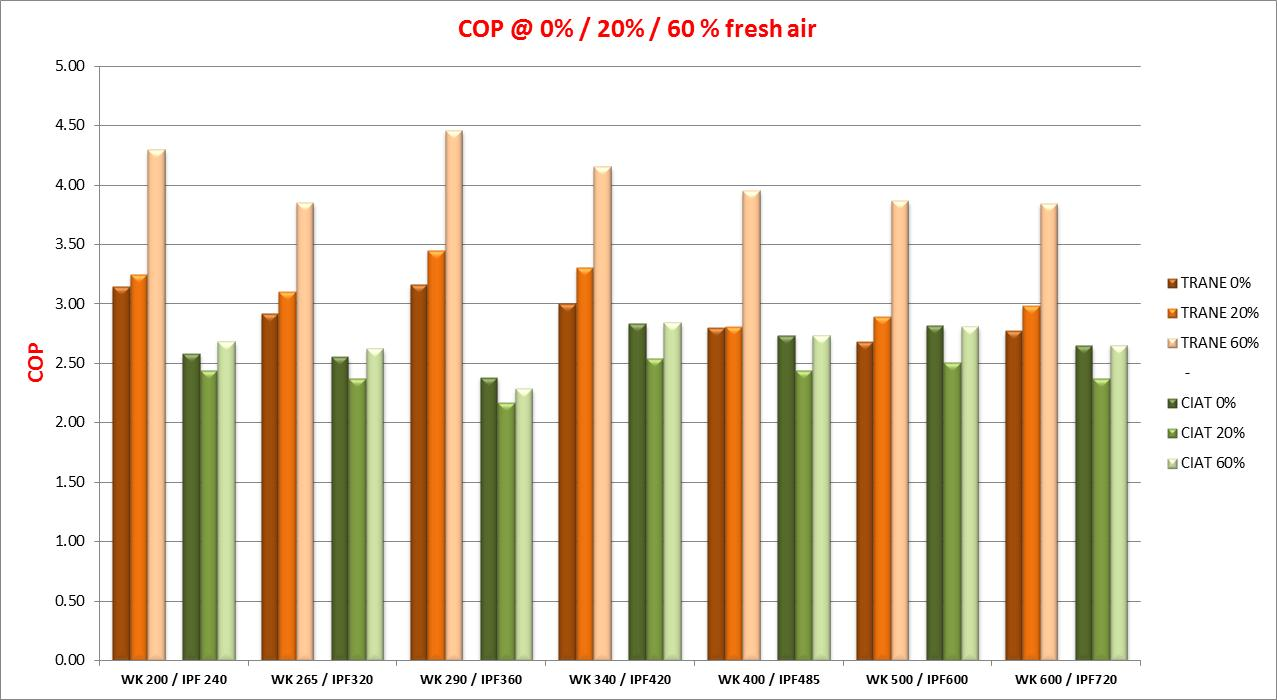 COP @ 0% / 20% / 60 % fresh air
5.00
4.50
4.00
3.50
3.00
2.50
2.00
1.50
1.00
0.50
0.00
COP
WK 200 / IPF 240
WK 265 / IPF320
WK 290 / IPF360
WK 340 / IPF420
WK 400 / IPF485
WK 500 / IPF600
WK 600 / IPF720
TRANE 0%
TRANE 20%
TRANE 60%
-
CIAT 0%
CIAT 20%
CIAT 60%